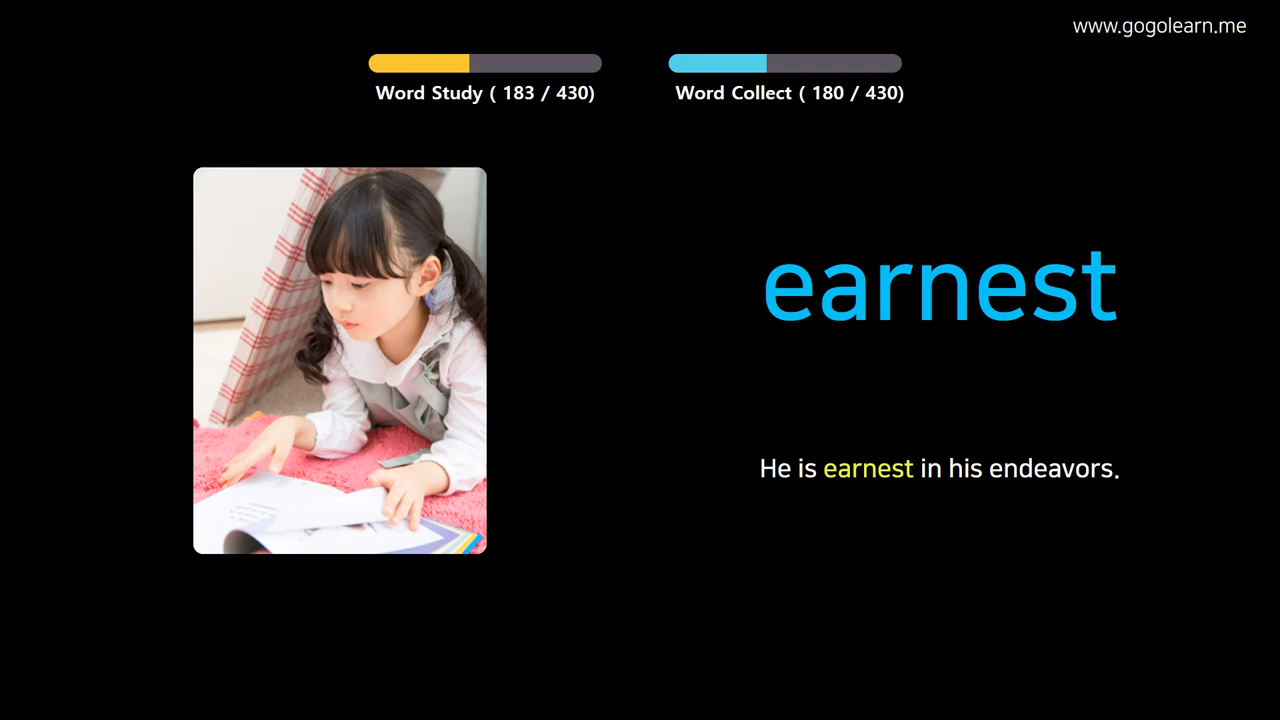 www.gogolearn.me
Word Study ( 183 / 430)
Word Collect ( 180 / 430)
earnest
He is earnest in his endeavors.